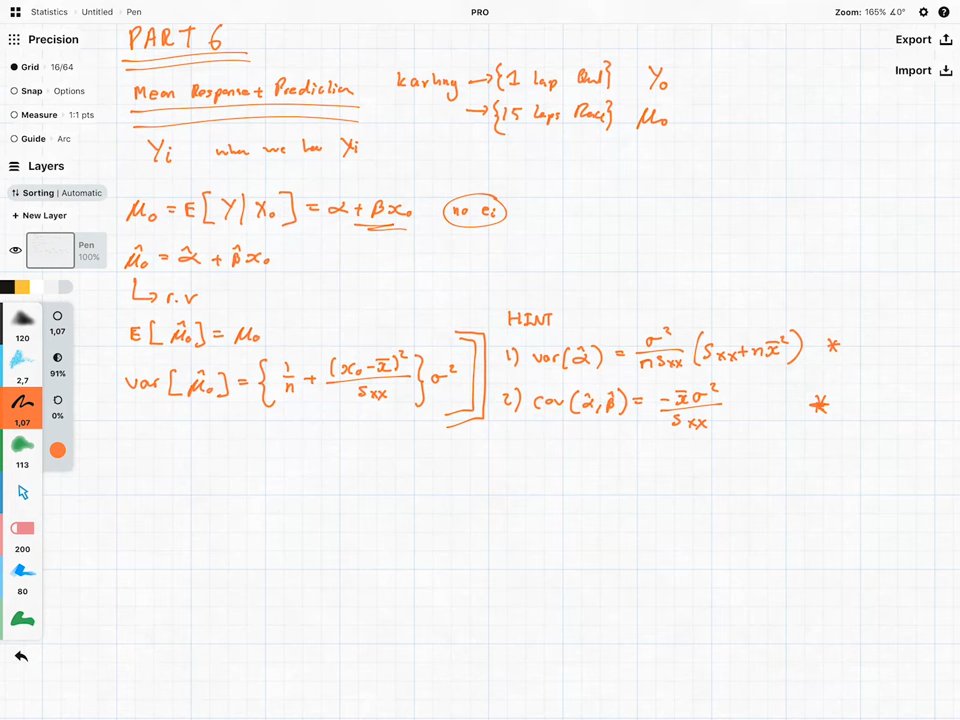 Statistics Untitled Pen
PRO
Zoom: 165% ∠0°
Precision
Export
Grid 16/64
Import
Snap Options
Measure 1:1 pts
Guide Arc
Layers
Sorting | Automatic
+ New Layer
Pen
100%
120
2,7
1,07
113
200
80
1,07
91%
0%
PART 6
Mean Response + Prediction
karting → {1 lap } Y₀
→ {15 laps Race} μ₀
Yi when we have Xi
μ₀ = E[Y|X₀] = α + βx₀ no ei
μ̂₀ = α̂ + β̂x₀
↳ r.v
E[μ̂₀] = μ₀
var[μ̂₀] = {1/n + (x₀ - x̄)²/Sxx}σ²
HINT
1) var(α̂) = σ²/nSxx (Sxx + nx̄²) *
2) cov(α̂,β̂) = -x̄σ²/Sxx *